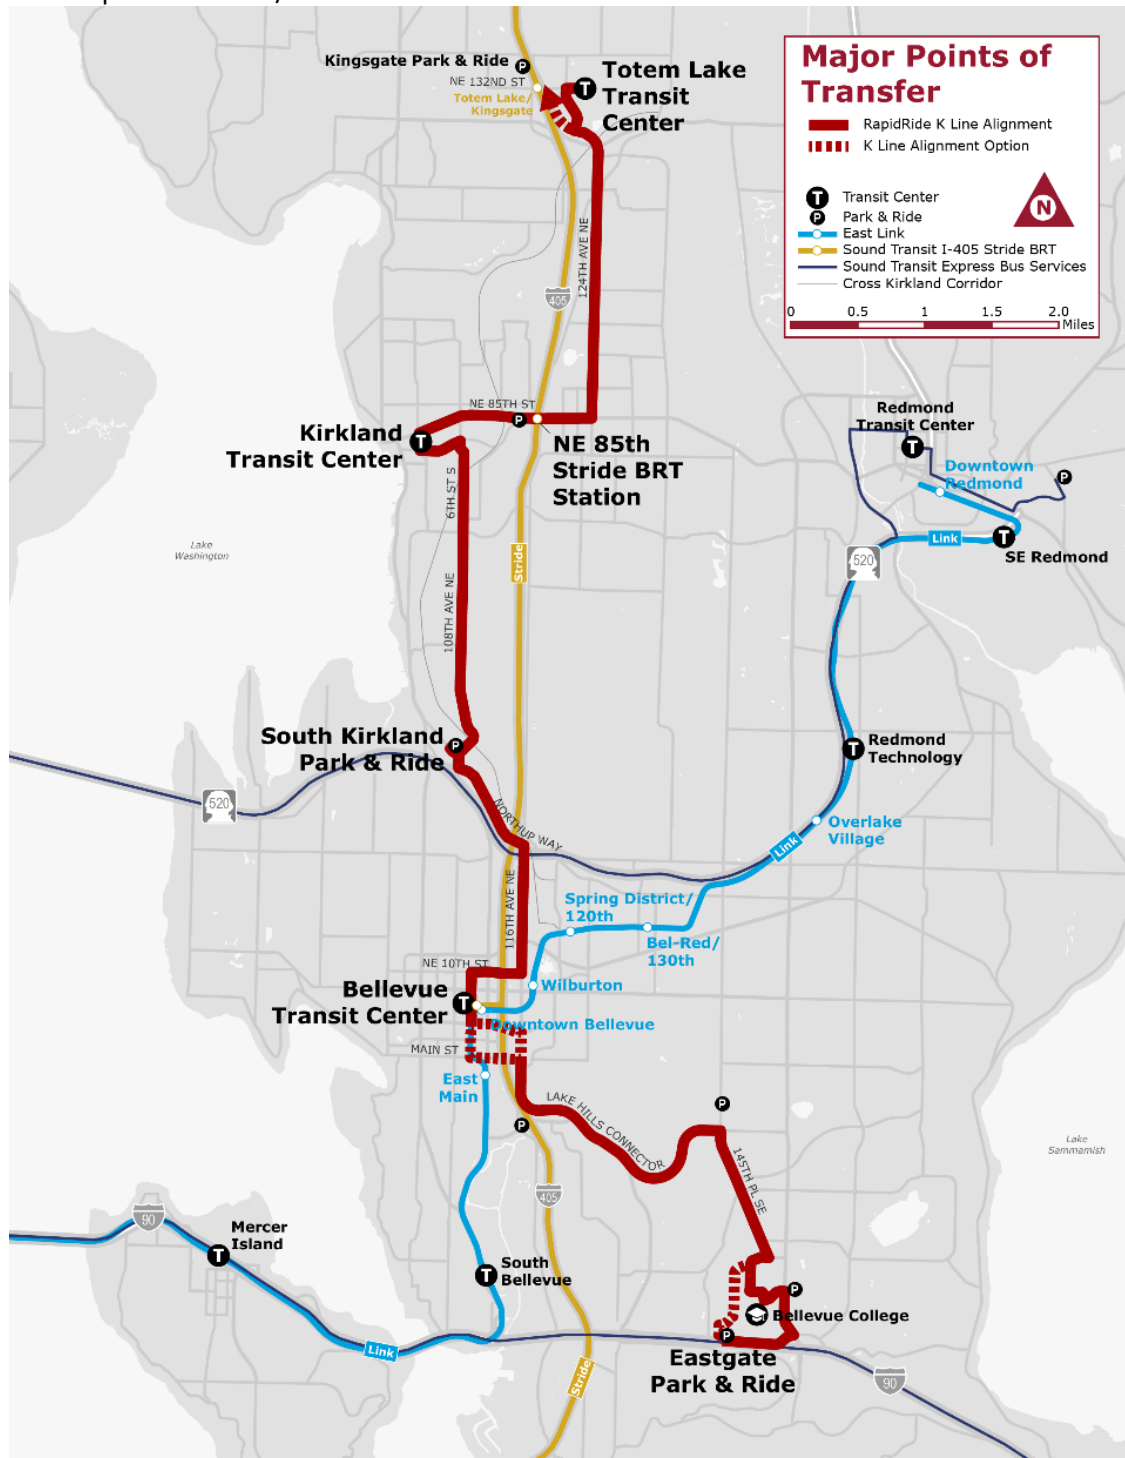 Kingsgate Park & Ride
NE 132ND ST
Totem Lake/
Kingsgate
Totem Lake
Transit
Center
Major Points of
Transfer
RapidRide K Line Alignment
K Line Alignment Option
N
T
Transit Center
P
Park & Ride
East Link
Sound Transit I-405 Stride BRT
Sound Transit Express Bus Services
Cross Kirkland Corridor
0 0.5 1 1.5 2.0
Miles
124TH AVE NE
405
NE 85TH ST
Kirkland
Transit Center
NE 85th
Stride BRT
Station
Redmond
Transit Center
Downtown
Redmond
6TH ST S
Lake
Washington
Stride
Link
SE Redmond
520
108TH AVE NE
South Kirkland
Park & Ride
Redmond
Technology
520
NORTHUP WAY
Overlake
Village
Link
116TH AVE NE
Spring District/
120th
Bel-Red/
130th
NE 10TH ST
Wilburton
Bellevue
Transit Center
Downtown Bellevue
MAIN ST
East
Main
LAKE HILLS CONNECTOR
145TH PL SE
Lake
Sammamish
405
90
Mercer
Island
South
Bellevue
Bellevue College
Link
Eastgate
Park & Ride
Stride
90